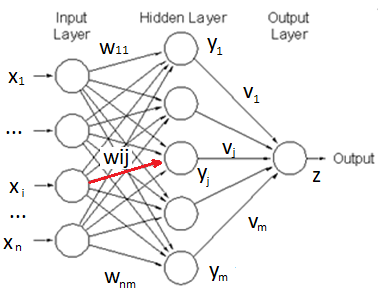 Input Layer
Hidden Layer
Output Layer
w11
y1
x1
v1
...
wij
vj
Output
xi
yj
z
...
vm
xn
wnm
ym